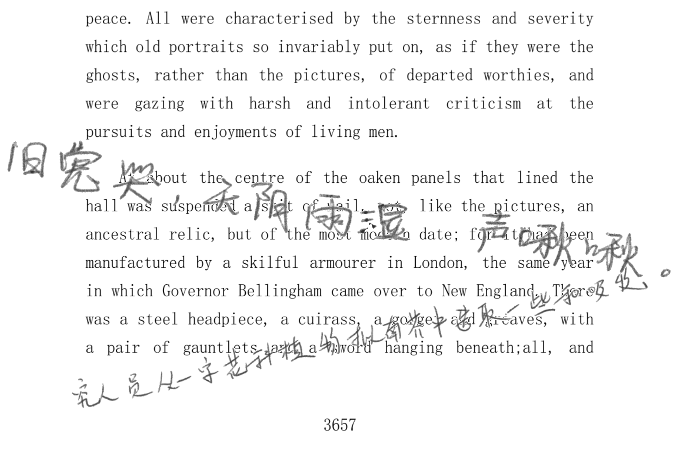 peace. All were characterised by the sternness and severity
which old portraits so invariably put on, as if they were the
ghosts, rather than the pictures, of departed worthies, and
were gazing with harsh and intolerant criticism at the
pursuits and enjoyments of living men.
At about the centre of the oaken panels that lined the
hall was suspended a suit of mail, not, like the pictures, an
ancestral relic, but of the most modern date; for it had been
manufactured by a skilful armourer in London, the same year
in which Governor Bellingham came over to New England. There
was a steel headpiece, a cuirass, a gorget and greaves, with
a pair of gauntlets and a sword hanging beneath;all, and
旧哭,天阴雨湿声啾啾。
究人员从一字花种植的拟南芥中选取一些
3657